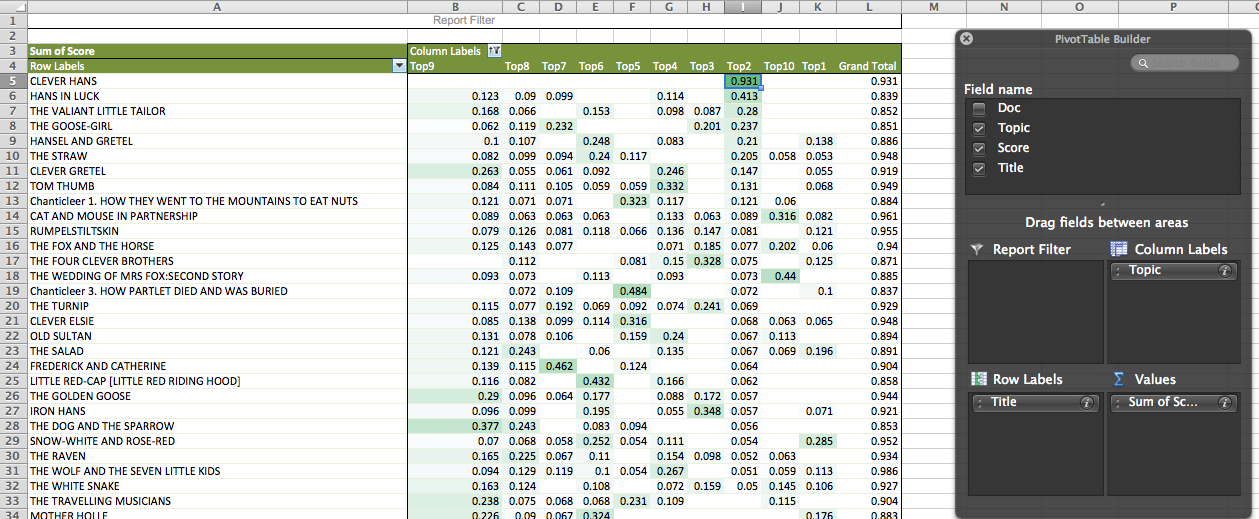 A B C D E F G H I J K L M N O P
1 Report Filter
2
3 Sum of Score Column Labels
4 Row Labels Top9 Top8 Top7 Top6 Top5 Top4 Top3 Top2 Top10 Top1 Grand Total
5 CLEVER HANS 0.931 0.931
6 HANS IN LUCK 0.123 0.09 0.099 0.114 0.413 0.839
7 THE VALIANT LITTLE TAILOR 0.168 0.066 0.153 0.098 0.087 0.28 0.852
8 THE GOOSE-GIRL 0.062 0.119 0.232 0.201 0.237 0.851
9 HANSEL AND GRETEL 0.1 0.107 0.248 0.083 0.21 0.138 0.886
10 THE STRAW 0.082 0.099 0.094 0.24 0.117 0.205 0.058 0.053 0.948
11 CLEVER GRETEL 0.263 0.055 0.061 0.092 0.246 0.147 0.055 0.919
12 TOM THUMB 0.084 0.111 0.105 0.059 0.059 0.332 0.131 0.068 0.949
13 Chanticleer 1. HOW THEY WENT TO THE MOUNTAINS TO EAT NUTS 0.121 0.071 0.071 0.323 0.117 0.121 0.06 0.884
14 CAT AND MOUSE IN PARTNERSHIP 0.089 0.063 0.063 0.063 0.133 0.063 0.089 0.316 0.082 0.961
15 RUMPELSTILTSKIN 0.079 0.126 0.081 0.118 0.066 0.136 0.147 0.081 0.121 0.955
16 THE FOX AND THE HORSE 0.125 0.143 0.077 0.071 0.185 0.077 0.202 0.06 0.94
17 THE FOUR CLEVER BROTHERS 0.112 0.081 0.15 0.328 0.075 0.125 0.871
18 THE WEDDING OF MRS FOX:SECOND STORY 0.093 0.073 0.113 0.093 0.073 0.44 0.885
19 Chanticleer 3. HOW PARTLET DIED AND WAS BURIED 0.072 0.109 0.484 0.072 0.1 0.837
20 THE TURNIP 0.115 0.077 0.192 0.069 0.092 0.074 0.241 0.069 0.929
21 CLEVER ELSIE 0.085 0.138 0.099 0.114 0.316 0.068 0.063 0.065 0.948
22 OLD SULTAN 0.131 0.078 0.106 0.159 0.24 0.067 0.113 0.894
23 THE SALAD 0.121 0.243 0.06 0.135 0.067 0.069 0.196 0.891
24 FREDERICK AND CATHERINE 0.139 0.115 0.462 0.124 0.064 0.904
25 LITTLE RED-CAP [LITTLE RED RIDING HOOD] 0.116 0.082 0.432 0.166 0.062 0.858
26 THE GOLDEN GOOSE 0.29 0.096 0.064 0.177 0.088 0.172 0.057 0.944
27 IRON HANS 0.096 0.099 0.195 0.055 0.348 0.057 0.071 0.921
28 THE DOG AND THE SPARROW 0.377 0.243 0.083 0.094 0.056 0.853
29 SNOW-WHITE AND ROSE-RED 0.07 0.068 0.058 0.252 0.054 0.111 0.054 0.285 0.952
30 THE RAVEN 0.165 0.225 0.067 0.11 0.154 0.098 0.052 0.063 0.934
31 THE WOLF AND THE SEVEN LITTLE KIDS 0.094 0.129 0.119 0.1 0.054 0.267 0.051 0.059 0.113 0.986
32 THE WHITE SNAKE 0.163 0.124 0.108 0.072 0.159 0.05 0.145 0.106 0.927
33 THE TRAVELLING MUSICIANS 0.238 0.075 0.068 0.068 0.231 0.109 0.115 0.904
34 MOTHER HOLLE 0.226 0.09 0.067 0.324 0.176 0.883
PivotTable Builder
Search fields
Field name
Doc
Topic
Score
Title
Drag fields between areas
Report Filter Column Labels
Topic
Row Labels Values
Title Sum of Sc...